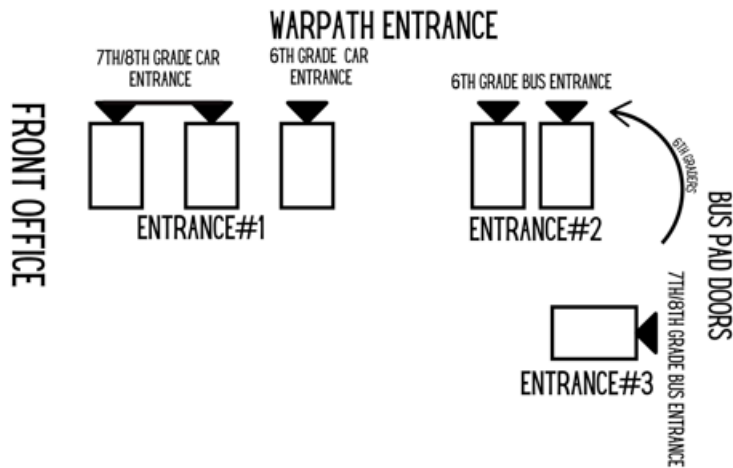 WARPATH ENTRANCE
7TH/8TH GRADE CAR
ENTRANCE
6TH GRADE CAR
ENTRANCE
6TH GRADE BUS ENTRANCE
FRONT OFFICE
ENTRANCE#1
ENTRANCE#2
6TH GRADERS
BUS PAD DOORS
7TH/8TH GRADE BUS ENTRANCE
ENTRANCE#3